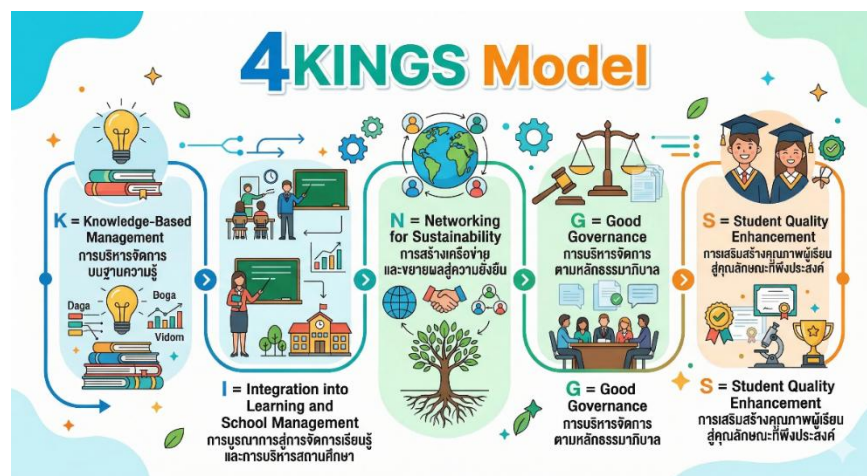 4KINGS Model
K = Knowledge-Based
Management
การบริหารจัดการ
บนฐานความรู้
Daga
Boga
Vidom
I = Integration into
Learning and
School Management
การบูรณาการสู่การจัดการเรียนรู้
และการบริหารสถานศึกษา
N = Networking
for Sustainability
การสร้างเครือข่าย
และขยายผลสู่ความยั่งยืน
G = Good
Governance
การบริหารจัดการ
ตามหลักธรรมาภิบาล
G = Good
Governance
การบริหารจัดการ
ตามหลักธรรมาภิบาล
S = Student Quality
Enhancement
การเสริมสร้างคุณภาพผู้เรียน
สู่คุณลักษณะที่พึงประสงค์
S = Student Quality
Enhancement
การเสริมสร้างคุณภาพผู้เรียน
สู่คุณลักษณะที่พึงประสงค์